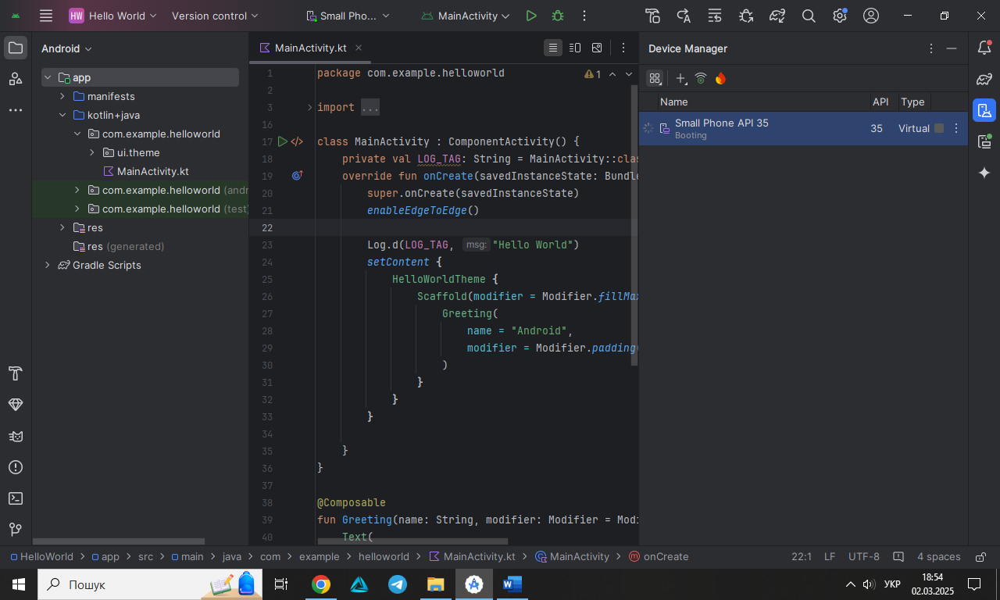 HW Hello World Version control Small Pho... MainActivity
Android
app
manifests
kotlin+java
com.example.helloworld
ui.theme
MainActivity.kt
com.example.helloworld (andr
com.example.helloworld (test)
res
res (generated)
Gradle Scripts
MainActivity.kt
1
1 package com.example.helloworld
2
3 import ...
16
17 class MainActivity : ComponentActivity() {
18 private val LOG_TAG: String = MainActivity::clas
19 override fun onCreate(savedInstanceState: Bundle
20 super.onCreate(savedInstanceState)
21 enableEdgeToEdge()
22
23 Log.d(LOG_TAG, msg: "Hello World")
24 setContent {
25 HelloWorldTheme {
26 Scaffold(modifier = Modifier.fillMax
27 Greeting(
28 name = "Android",
29 modifier = Modifier.padding(
30 )
31 }
32 }
33 }
34
35 }
36 }
37
38 @Composable
39 fun Greeting(name: String, modifier: Modifier = Modi
40 Text(
Device Manager
Name API Type
Small Phone API 35 35 Virtual
Booting
HelloWorld > app > src > main > java > com > example > helloworld > MainActivity.kt > MainActivity > onCreate 22:1 LF UTF-8 4 spaces
Пошук
УКР
18:54
02.03.2025